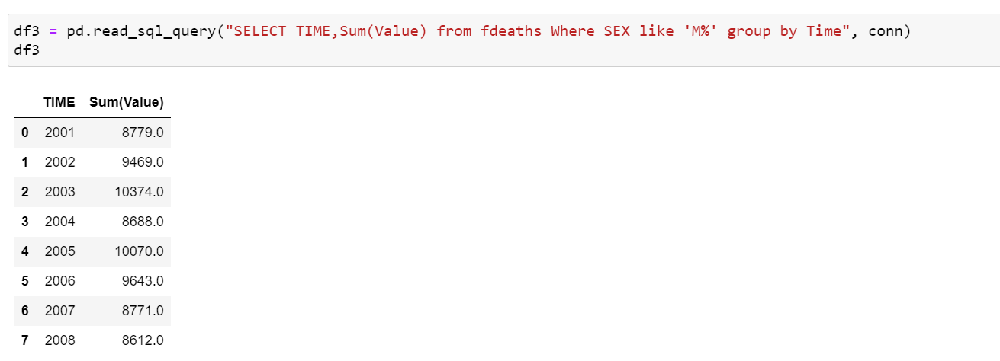 df3 = pd.read_sql_query("SELECT TIME,Sum(Value) from fdeaths Where SEX like 'M%' group by Time", conn)
df3
TIME Sum(Value)
0 2001 8779.0
1 2002 9469.0
2 2003 10374.0
3 2004 8688.0
4 2005 10070.0
5 2006 9643.0
6 2007 8771.0
7 2008 8612.0